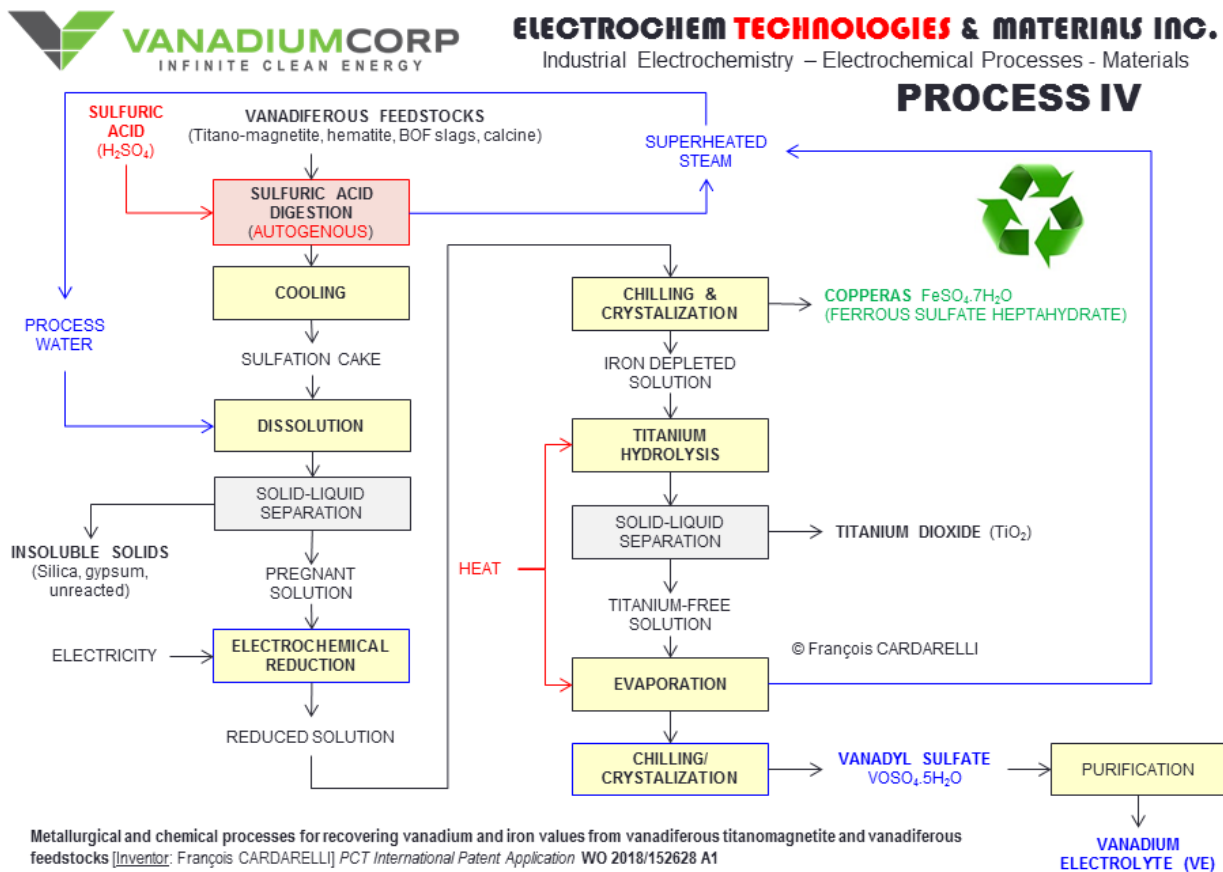 VANADIUMCORP
INFINITE CLEAN ENERGY
ELECTROCHEM TECHNOLOGIES & MATERIALS INC.
Industrial Electrochemistry – Electrochemical Processes - Materials
PROCESS IV
SULFURIC
ACID
(H₂SO₄)
VANADIFEROUS FEEDSTOCKS
(Titano-magnetite, hematite, BOF slags, calcine)
SUPERHEATED
STEAM
SULFURIC ACID
DIGESTION
(AUTOGENOUS)
COOLING
PROCESS
WATER
SULFATION CAKE
DISSOLUTION
SOLID-LIQUID
SEPARATION
INSOLUBLE SOLIDS
(Silica, gypsum,
unreacted)
PREGNANT
SOLUTION
ELECTRICITY
ELECTROCHEMICAL
REDUCTION
REDUCED SOLUTION
CHILLING &
CRYSTALIZATION
COPPERAS FeSO₄.7H₂O
(FERROUS SULFATE HEPTAHYDRATE)
IRON DEPLETED
SOLUTION
TITANIUM
HYDROLYSIS
SOLID-LIQUID
SEPARATION
TITANIUM DIOXIDE (TiO₂)
HEAT
TITANIUM-FREE
SOLUTION
© François CARDARELLI
EVAPORATION
CHILLING/
CRYSTALIZATION
VANADYL SULFATE
VOSO₄.5H₂O
PURIFICATION
VANADIUM
ELECTROLYTE (VE)
Metallurgical and chemical processes for recovering vanadium and iron values from vanadiferous titanomagnetite and vanadiferous
feedstocks [Inventor: François CARDARELLI] PCT International Patent Application WO 2018/152628 A1